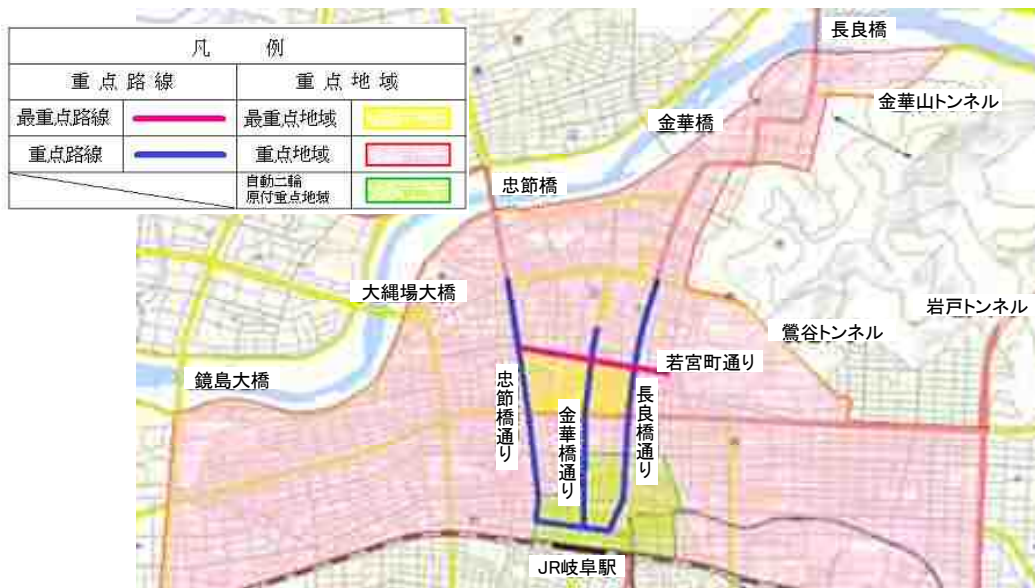 凡 例
重点路線 重点地域
最重点路線 最重点地域
重点路線 重点地域
自動二輪
原付重点地域
長良橋
金華山トンネル
金華橋
忠節橋
大縄場大橋
岩戸トンネル
鶯谷トンネル
若宮町通り
鏡島大橋
忠節橋通り
金華橋通り
長良橋通り
JR岐阜駅